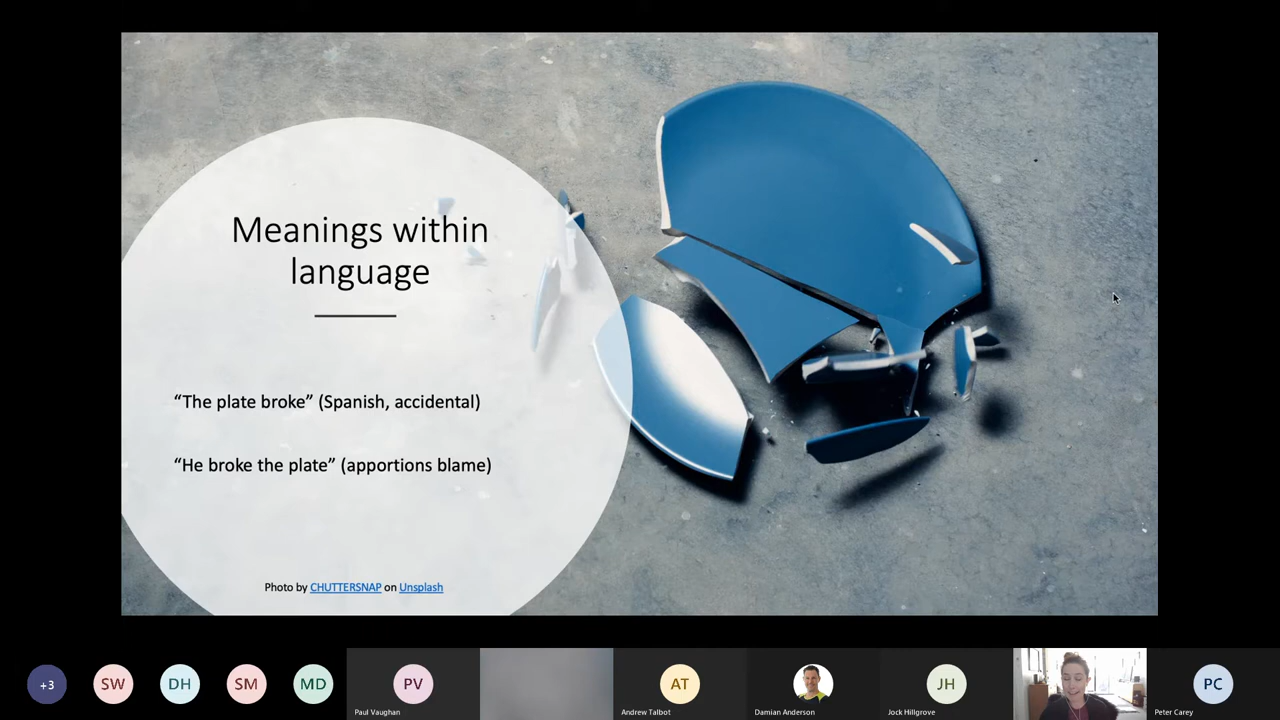 Meanings within
language
“The plate broke” (Spanish, accidental)
“He broke the plate” (apportions blame)
Photo by CHUTTERSNAP on Unsplash
+3
SW
DH
SM
MD
PV
Paul Vaughan
AT
Andrew Talbot
Damian Anderson
JH
Jock Hillgrove
PC
Peter Carey